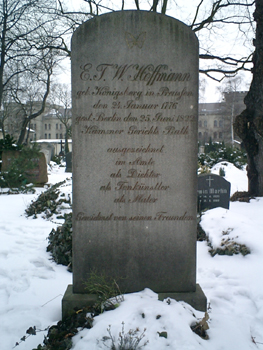 E. T. W. Hoffmann
geb. Königsberg in Preussen
den 24. Januar 1776
gest. Berlin den 25. Juni 1822
Kammer Gerichts Rath
ausgezeichnet
im Amte
als Dichter
als Tonkünstler
als Maler
Gewidmet von seinen Freunden